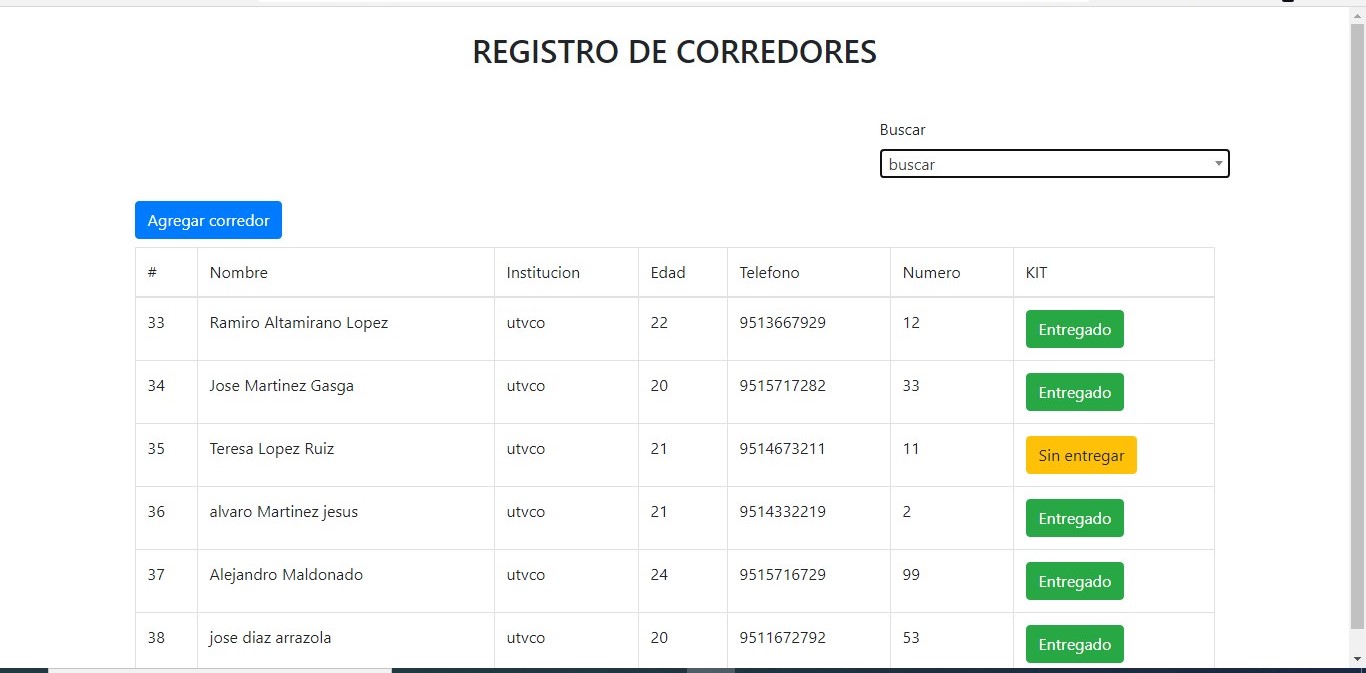 REGISTRO DE CORREDORES
Buscar
buscar
Agregar corredor
# Nombre Institucion Edad Telefono Numero KIT
33 Ramiro Altamirano Lopez utvco 22 9513667929 12 Entregado
34 Jose Martinez Gasga utvco 20 9515717282 33 Entregado
35 Teresa Lopez Ruiz utvco 21 9514673211 11 Sin entregar
36 alvaro Martinez jesus utvco 21 9514332219 2 Entregado
37 Alejandro Maldonado utvco 24 9515716729 99 Entregado
38 jose diaz arrazola utvco 20 9511672792 53 Entregado